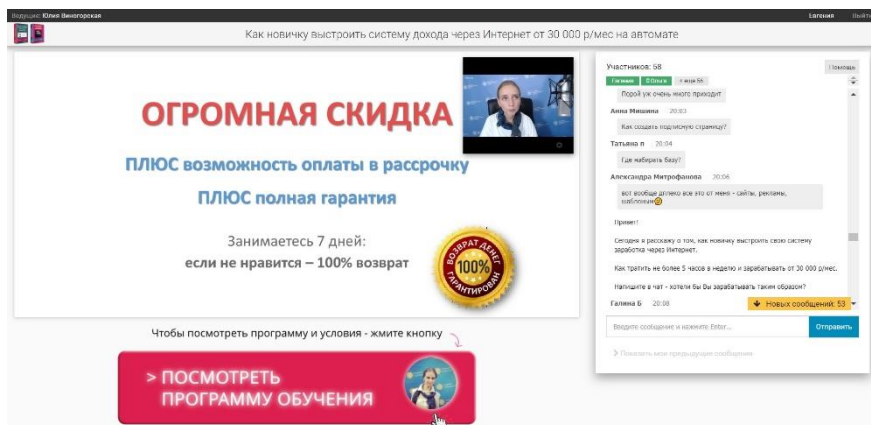 Ведущие: Юлия Виногорская
Евгения
Выйти
Как новичку выстроить систему дохода через Интернет от 30 000 р/мес на автомате
ОГРОМНАЯ СКИДКА
ПЛЮС возможность оплаты в рассрочку
ПЛЮС полная гарантия
Занимаетесь 7 дней:
если не нравится – 100% возврат
ВОЗВРАТ ДЕНЕГ
100%
ГАРАНТИРОВАН
Чтобы посмотреть программу и условия - жмите кнопку
> ПОСМОТРЕТЬ
ПРОГРАММУ ОБУЧЕНИЯ
Участников: 58
Помощь
Евгения
Ольга
и еще 56
Порой уж очень много приходит
Анна Мишина 20:03
Как создать подписную страницу?
Татьяна п 20:04
Где набирать базу?
Александра Митрофанова 20:06
вот вообще далеко все это от меня - сайты, рекламы,
Привет!
Сегодня я расскажу о том, как новичку выстроить свою систему
заработка через Интернет.
Как тратить не более 5 часов в неделю и зарабатывать от 30 000 р/мес.
Напишите в чат - хотели бы Вы зарабатывать таким образом?
Галина Б 20:08
Новых сообщений: 53
Введите сообщение и нажмите Enter...
Отправить
> Показать мои предыдущие сообщения